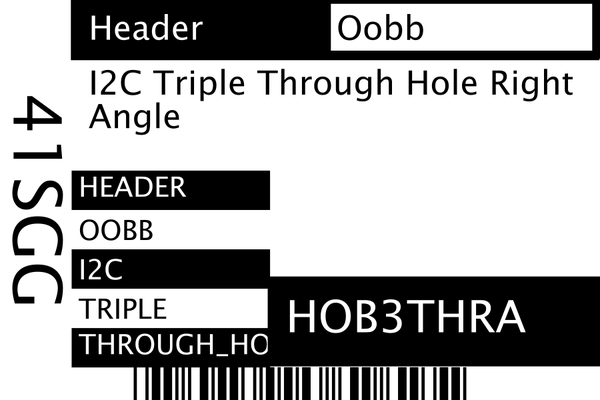 Header
Oobb
I2C Triple Through Hole Right
Angle
41SGG
HEADER
OOBB
I2C
TRIPLE
THROUGH_HO
HOB3THRA